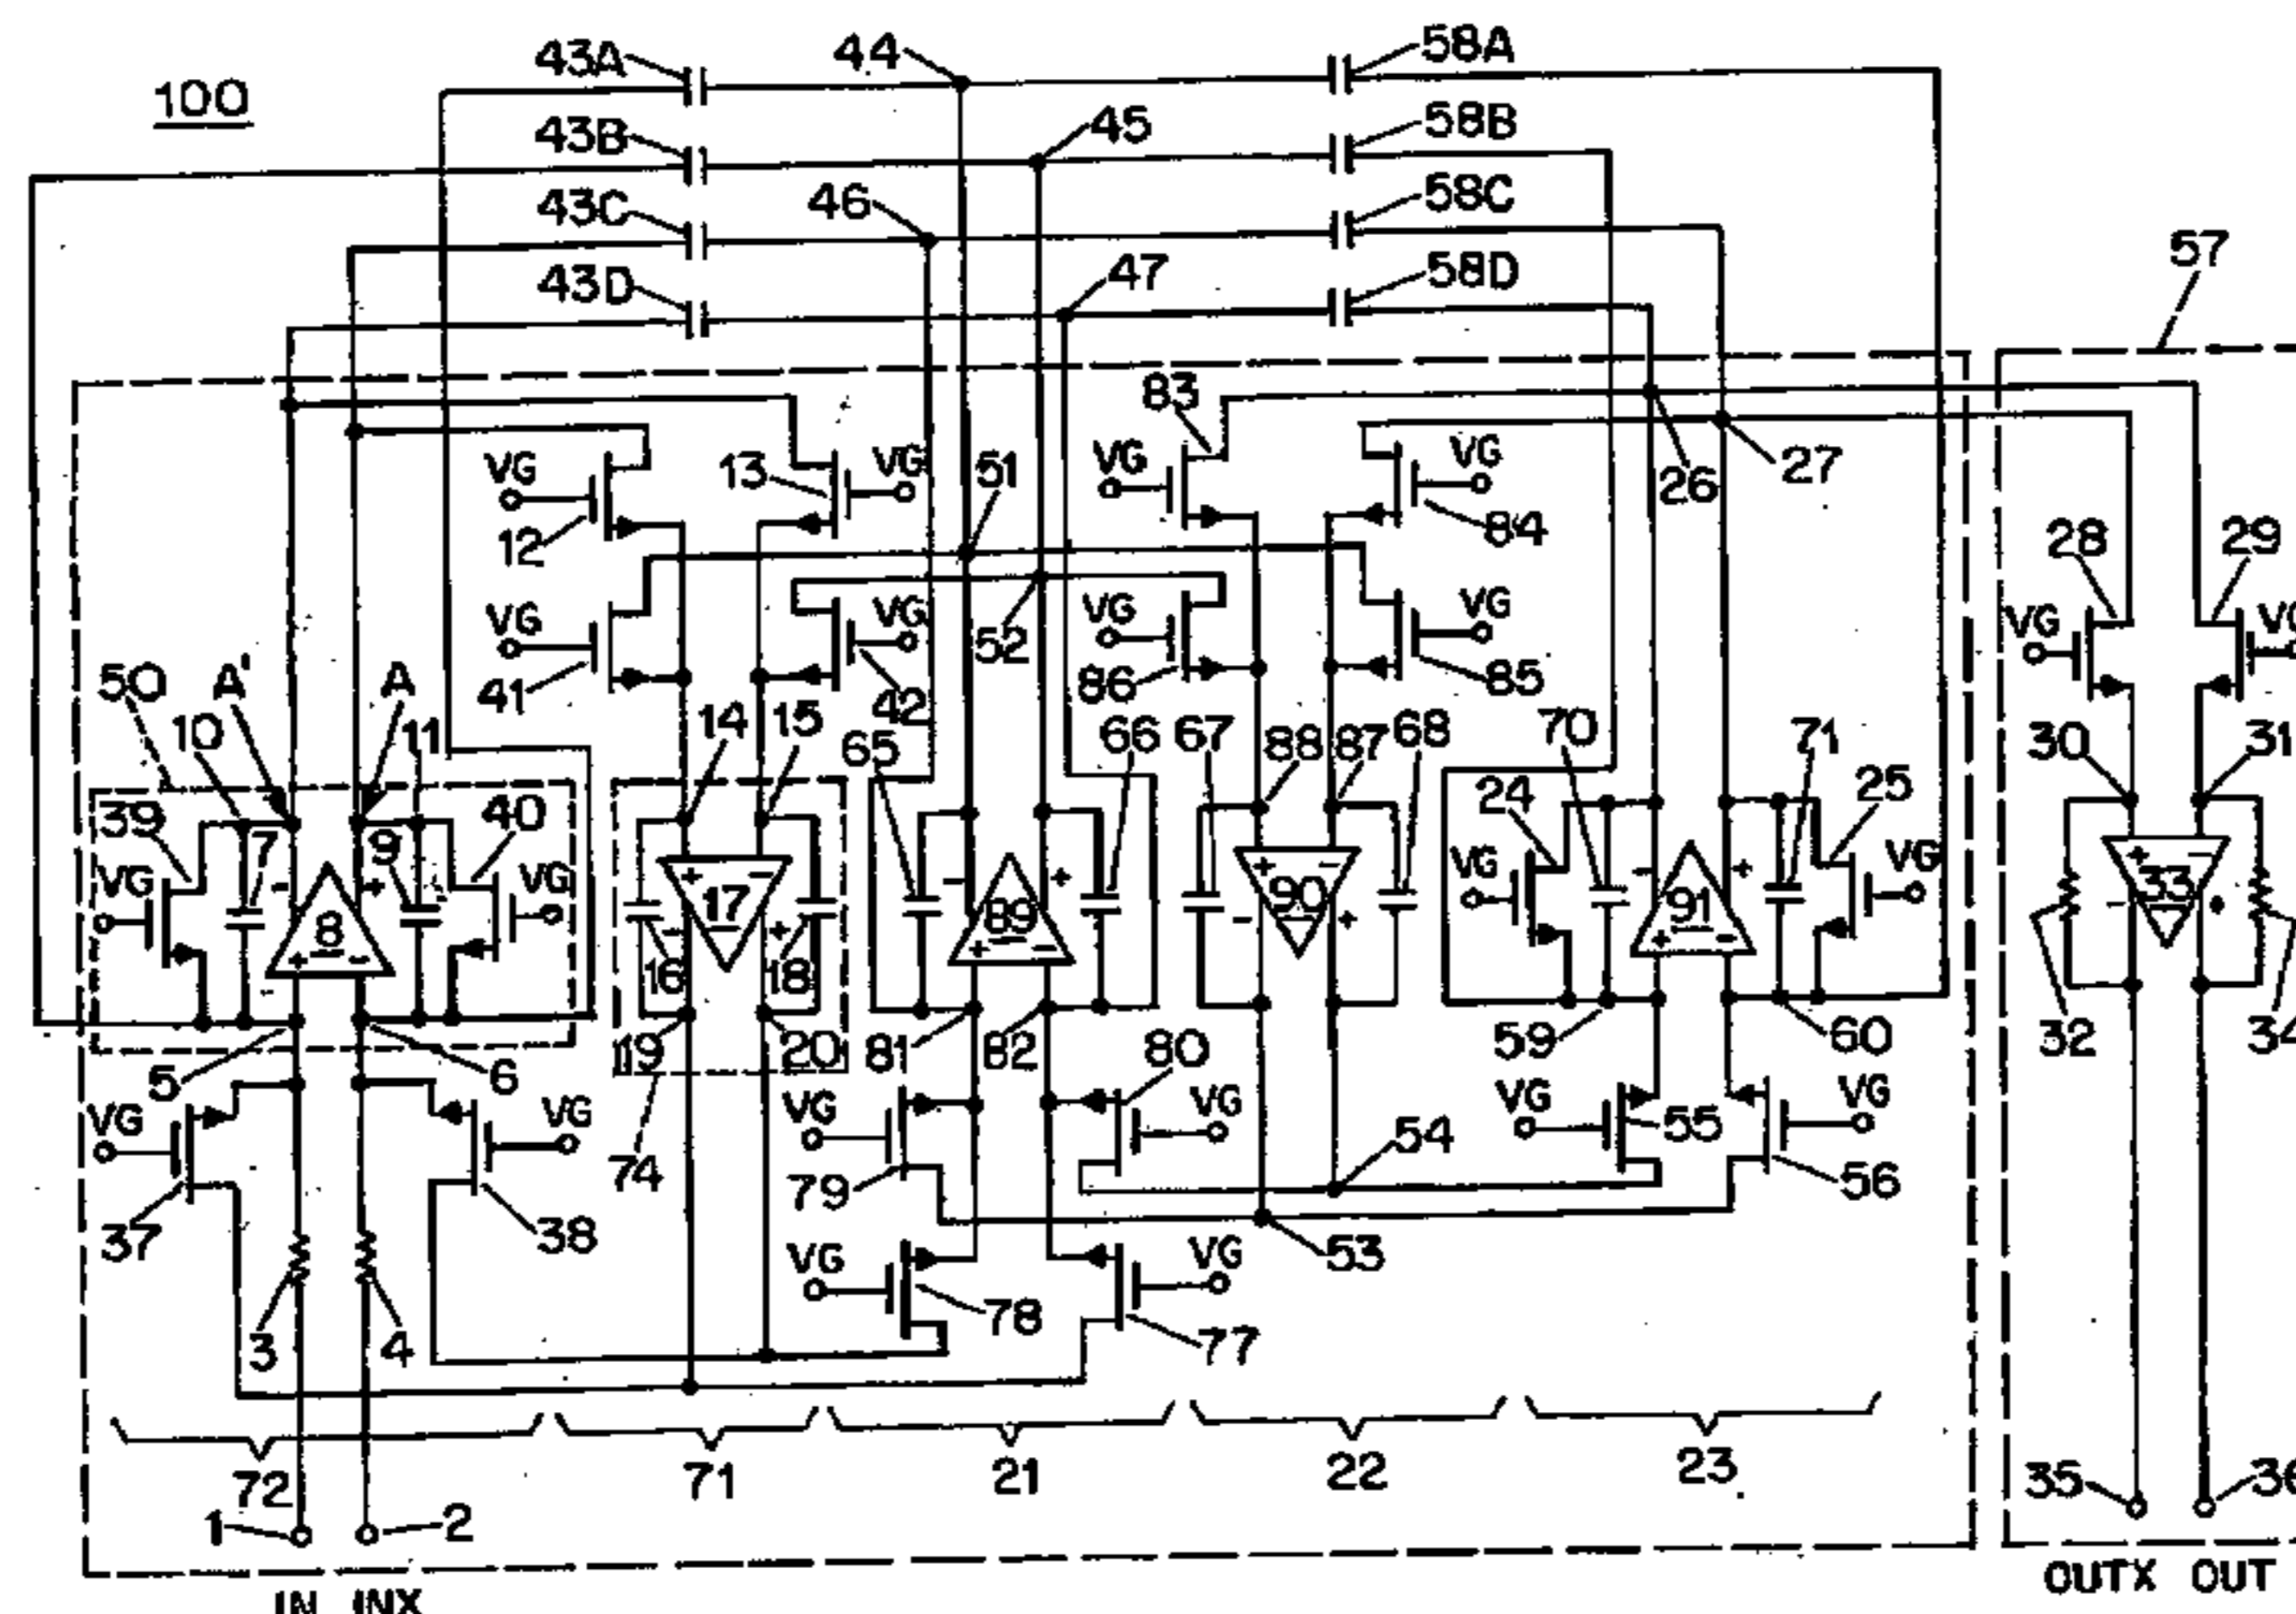 100
43A 44 58A
43B 45 58B
43C 46 58C
43D 47 58D
57
VG 13 VG 51 83 VG VG 26 27
12 84 28 29
VG VG 52 VG VG VG
41 42 86 85
50 A' A 14 15 65 66 67 88 87 68 70 71 30 31
10 11
39 7 9 40 24 25
VG - + VG + - - + + - VG - + VG + -
8 17 89 90 91 33
+ - - + + - - + + - -
16 18
5 6 19 20 81 82 80 59 60 32
VG VG 74 VG VG 54 VG 55 VG
37 38 79 53 56
VG VG
3 4 78 77
72 71 21 22 23 35
1 2
IN INX OUTX OUT